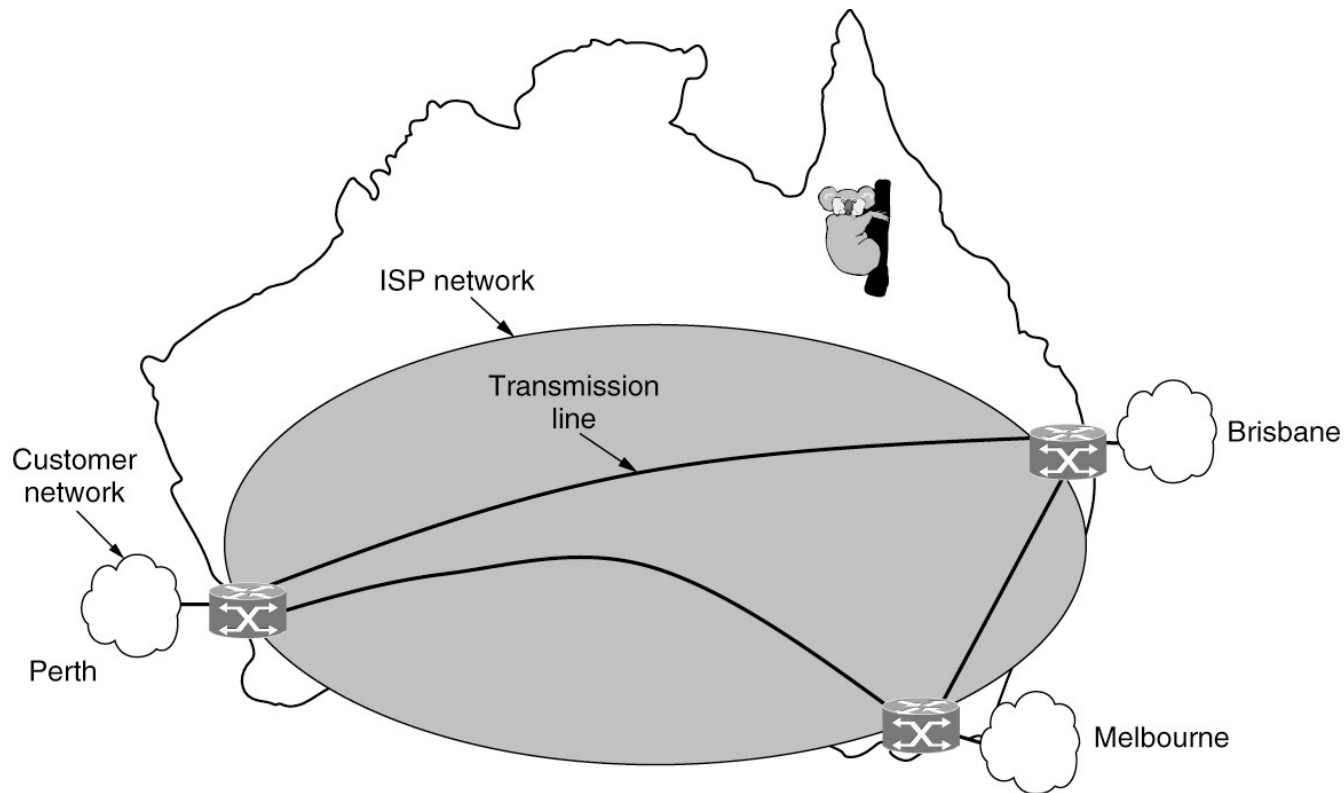 ISP network
Transmission
line
Brisbane
Customer
network
Perth
Melbourne